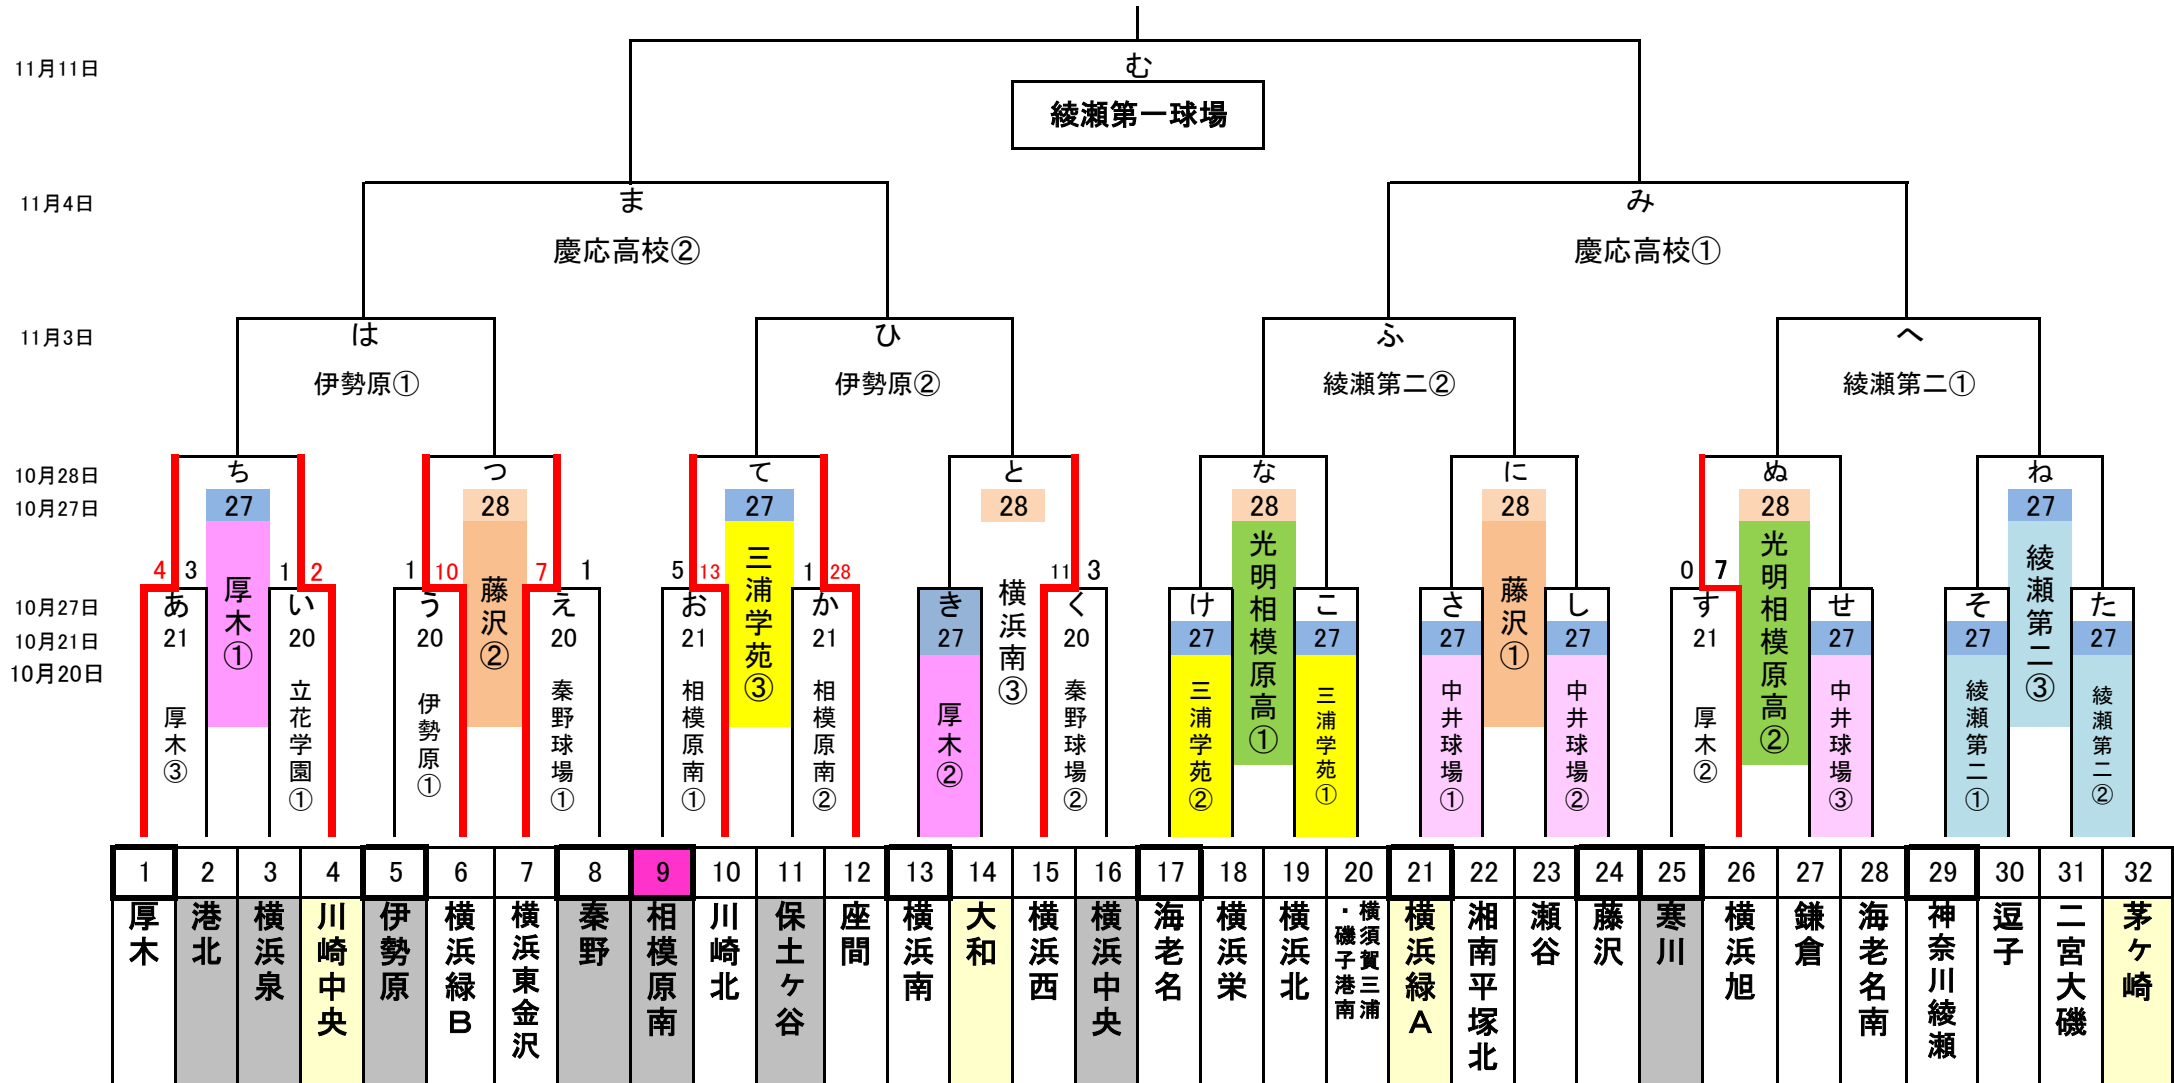 11月11日
む
綾瀬第一球場
11月4日
ま
み
慶応高校②
慶応高校①
11月3日
は
ひ
ふ
へ
伊勢原①
伊勢原②
綾瀬第二②
綾瀬第二①
10月28日
ち
つ
て
と
な
に
ぬ
ね
10月27日
27
28
27
28
28
28
28
27
厚木①
藤沢②
三浦学苑③
横浜南③
光明相模原高①
藤沢①
光明相模原高②
綾瀬第二③
4 3
1 2
1 10
7 1
5 13
1 28
11 3
0 7
10月27日
あ
い
う
え
お
か
き
く
け
こ
さ
し
す
せ
そ
た
10月21日
21
20
20
20
21
21
27
20
27
27
27
27
21
27
27
27
10月20日
厚木③
立花学園①
伊勢原①
秦野球場①
相模原南①
相模原南②
厚木②
秦野球場②
三浦学苑②
三浦学苑①
中井球場①
中井球場②
厚木②
中井球場③
綾瀬第二①
綾瀬第二②
1 2 3 4 5 6 7 8 9 10 11 12 13 14 15 16 17 18 19 20 21 22 23 24 25 26 27 28 29 30 31 32
厚木
港北
横浜泉
川崎中央
伊勢原
横浜緑B
横浜東金沢
秦野
相模原南
川崎北
保土ケ谷
座間
横浜南
大和
横浜西
横浜中央
海老名
横浜栄
横浜北
横須賀三浦
・磯子港南
横浜緑A
湘南平塚北
瀬谷
藤沢
寒川
横浜旭
鎌倉
海老名南
神奈川綾瀬
逗子
二宮大磯
茅ヶ崎